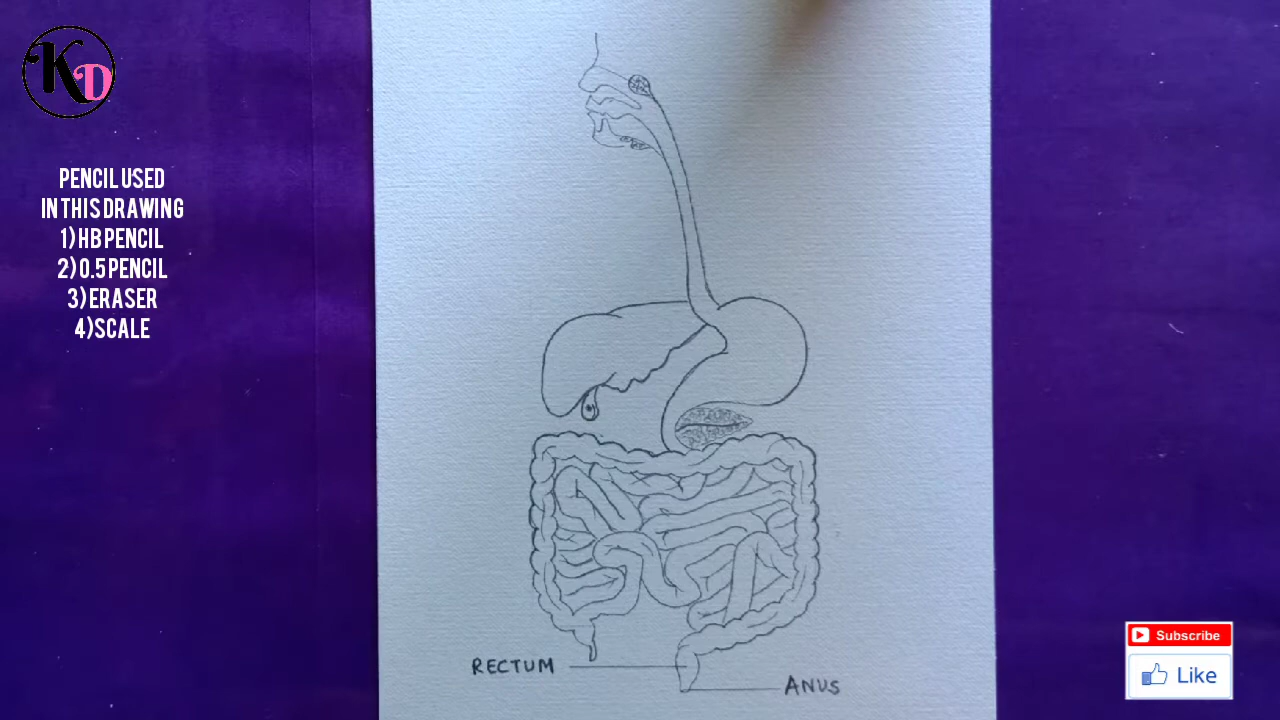 KD
PENCIL USED
IN THIS DRAWING
1) HB PENCIL
2) 0.5 PENCIL
3) ERASER
4)SCALE
RECTUM
ANUS
Subscribe
Like